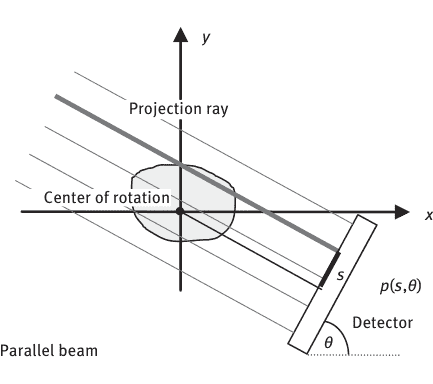 y
Projection ray
Center of rotation
x
s
p(s,θ)
Detector
θ
Parallel beam